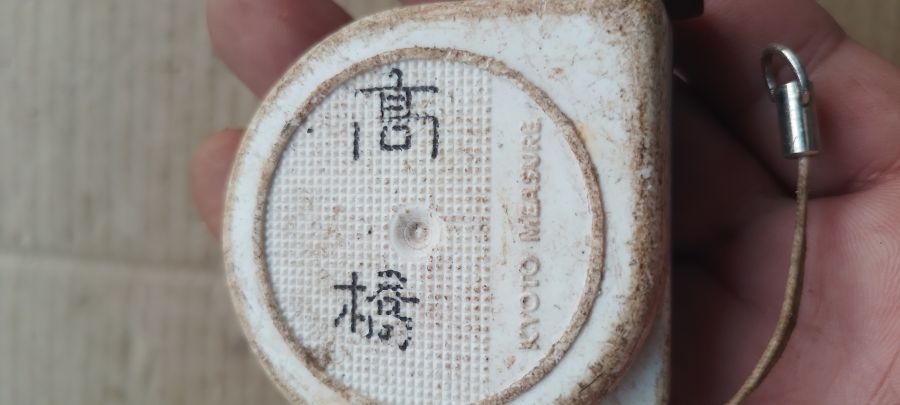 高橋
KYOTO MEASURE